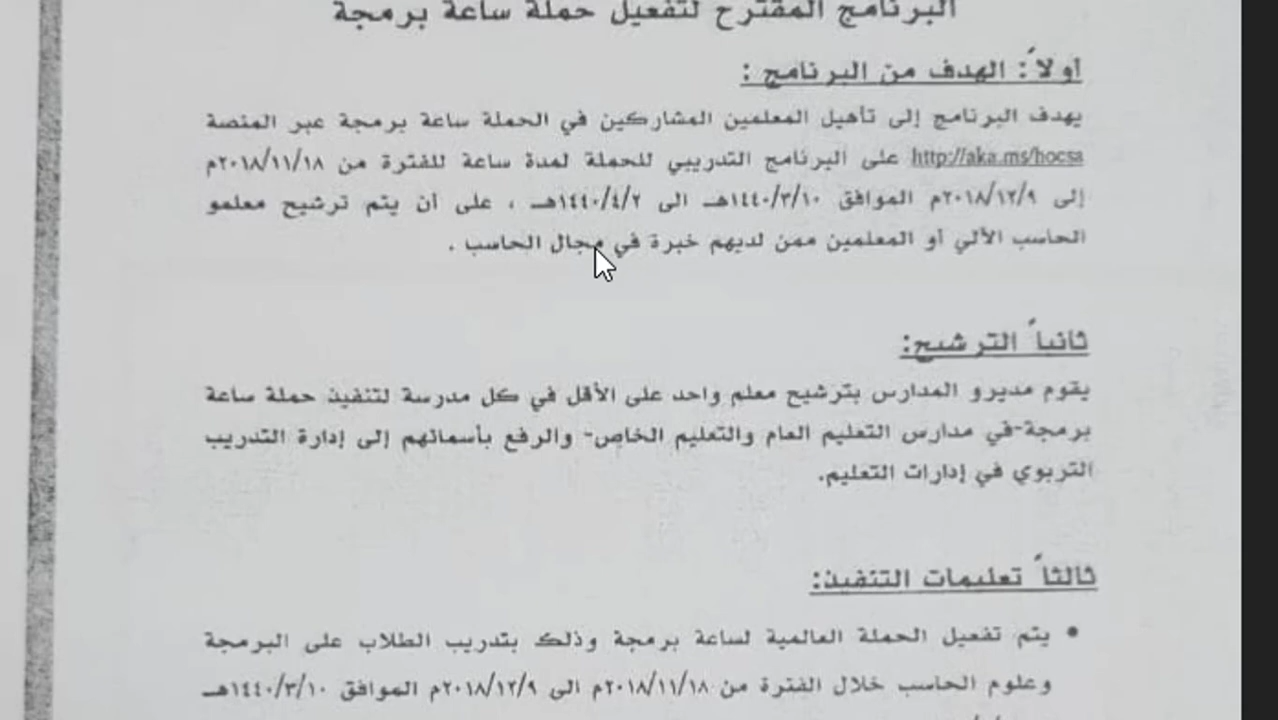 البرنامج المقترح لتفعيل حملة ساعة برمجة
أولاً: الهدف من البرنامج :
يهدف البرنامج إلى تأهيل المعلمين المشاركين في الحملة ساعة برمجة عبر المنصة
http://aka.ms/hocsa على البرنامج التدريبي للحملة لمدة ساعة للفترة من ٢٠١٨/١١/١٨م
إلى ٢٠١٨/١٢/٩م الموافق ١٤٤٠/٣/١٠هـ الى ١٤٤٠/٤/٢هـ ، على أن يتم ترشيح معلمو
الحاسب الألي أو المعلمين ممن لديهم خبرة في مجال الحاسب .
ثانياً الترشيح:
يقوم مديرو المدارس بترشيح معلم واحد على الأقل في كل مدرسة لتنفيذ حملة ساعة
برمجة-في مدارس التعليم العام والتعليم الخاص- والرفع بأسمائهم إلى إدارة التدريب
التربوي في إدارات التعليم.
ثالثاً تعليمات التنفيذ:
• يتم تفعيل الحملة العالمية لساعة برمجة وذلك بتدريب الطلاب على البرمجة
وعلوم الحاسب خلال الفترة من ٢٠١٨/١١/١٨م الى ٢٠١٨/١٢/٩م الموافق ١٤٤٠/٣/١٠هـ